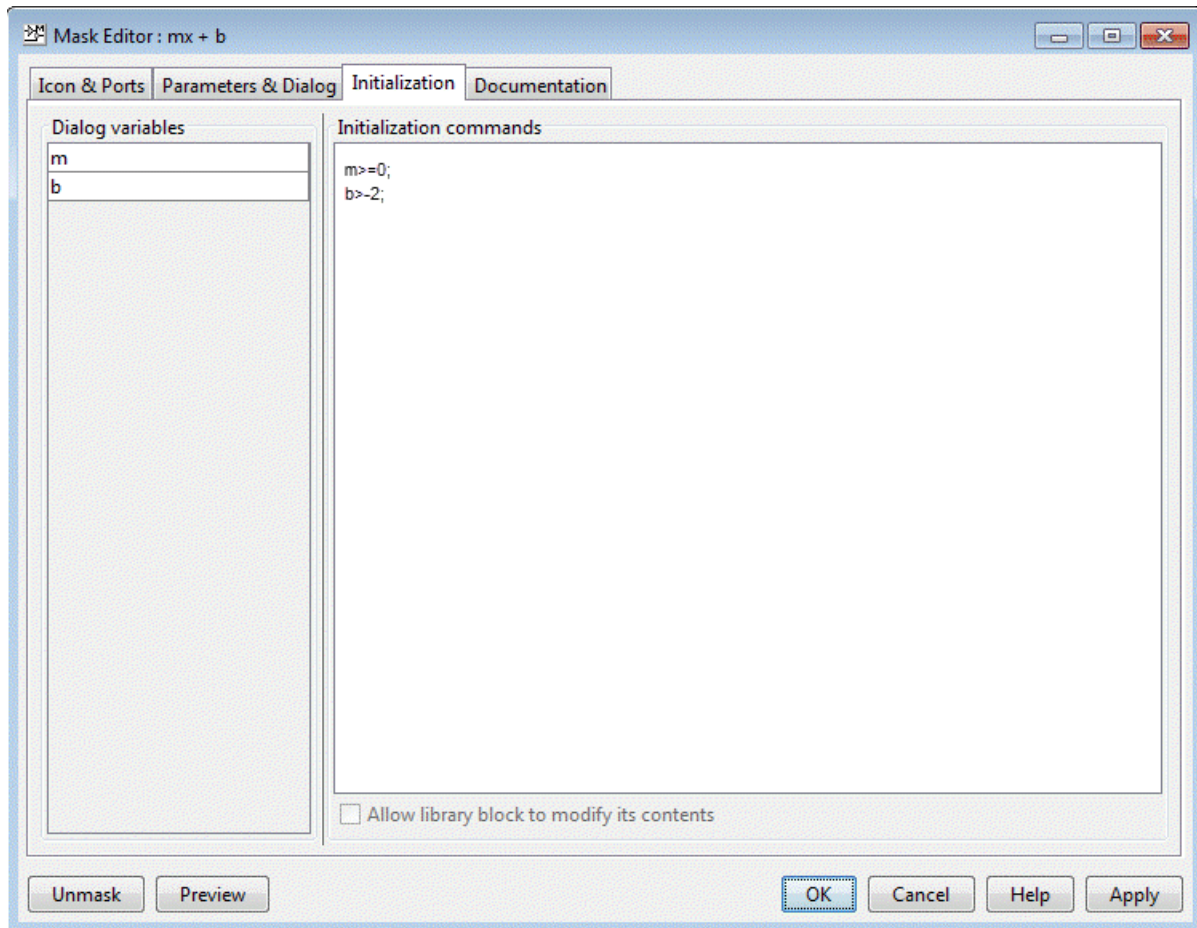 Mask Editor : mx + b
Icon & Ports
Parameters & Dialog
Initialization
Documentation
Dialog variables
m
b
Initialization commands
m>=0;
b>-2;
Allow library block to modify its contents
Unmask
Preview
OK
Cancel
Help
Apply